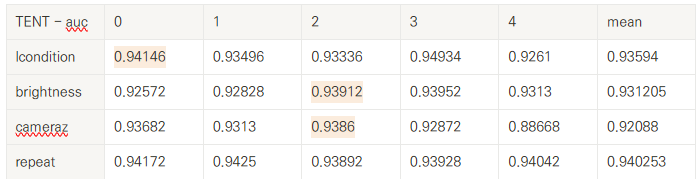 TENT – auc 0 1 2 3 4 mean
lcondition 0.94146 0.93496 0.93336 0.94934 0.9261 0.93594
brightness 0.92572 0.92828 0.93912 0.93952 0.9313 0.931205
cameraz 0.93682 0.9313 0.9386 0.92872 0.88668 0.92088
repeat 0.94172 0.9425 0.93892 0.93928 0.94042 0.940253